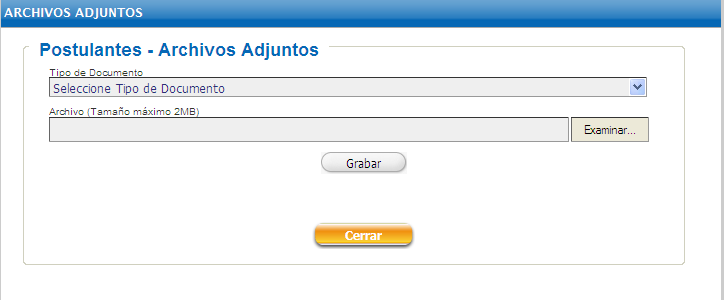 ARCHIVOS ADJUNTOS
Postulantes - Archivos Adjuntos
Tipo de Documento
Seleccione Tipo de Documento
Archivo (Tamaño máximo 2MB)
Examinar...
Grabar
Cerrar